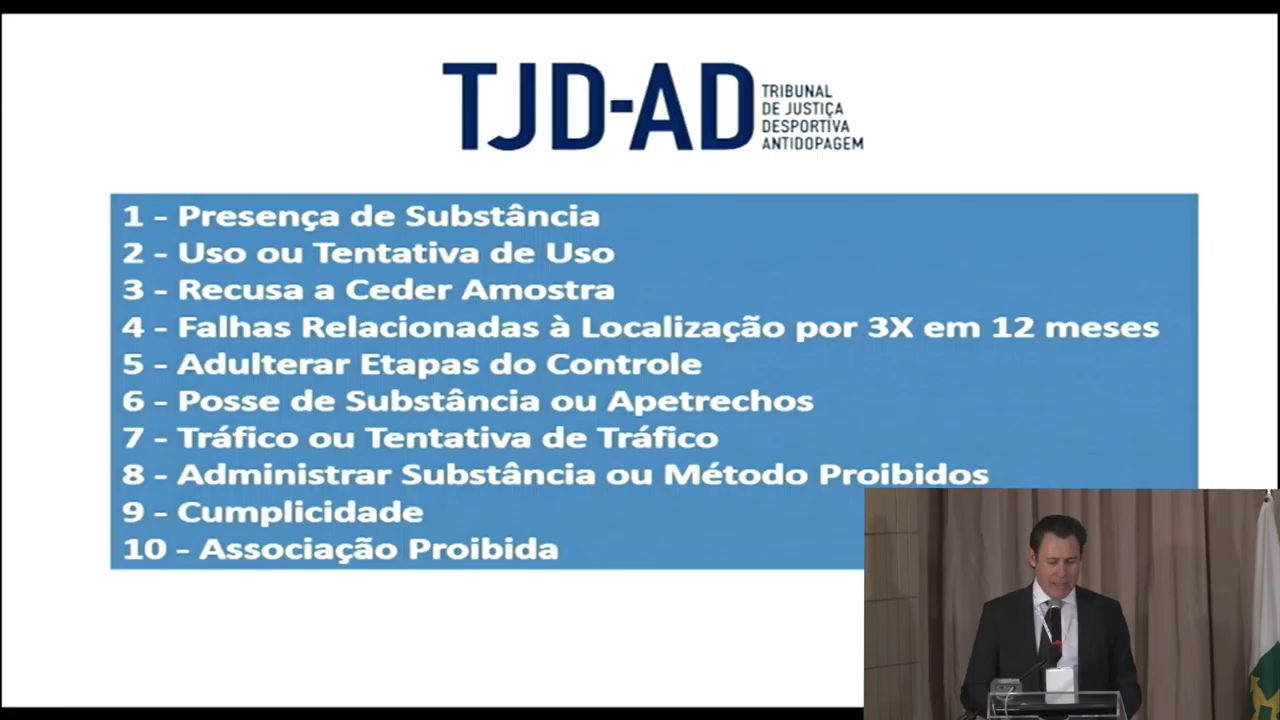 TJD-AD
TRIBUNAL
DE JUSTIÇA
DESPORTIVA
ANTIDOPAGEM
1 - Presença de Substância
2 - Uso ou Tentativa de Uso
3 - Recusa a Ceder Amostra
4 - Falhas Relacionadas à Localização por 3X em 12 meses
5 - Adulterar Etapas do Controle
6 - Posse de Substância ou Apetrechos
7 - Tráfico ou Tentativa de Tráfico
8 - Administrar Substância ou Método Proibidos
9 - Cumplicidade
10 - Associação Proibida